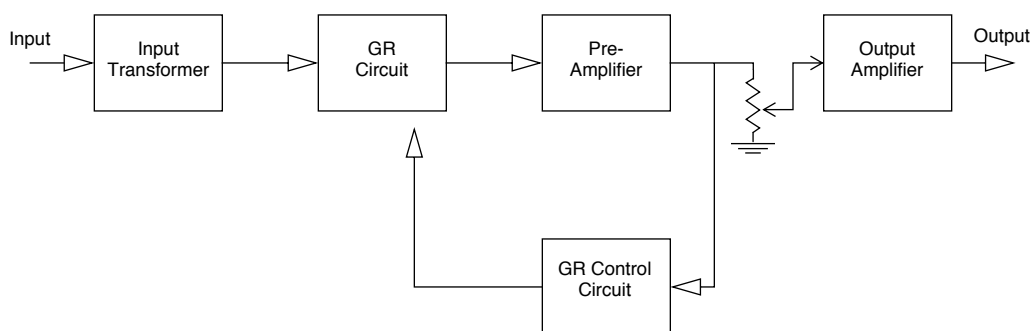 Input
Input
Transformer
GR
Circuit
Pre-
Amplifier
Output
Amplifier
Output
GR Control
Circuit